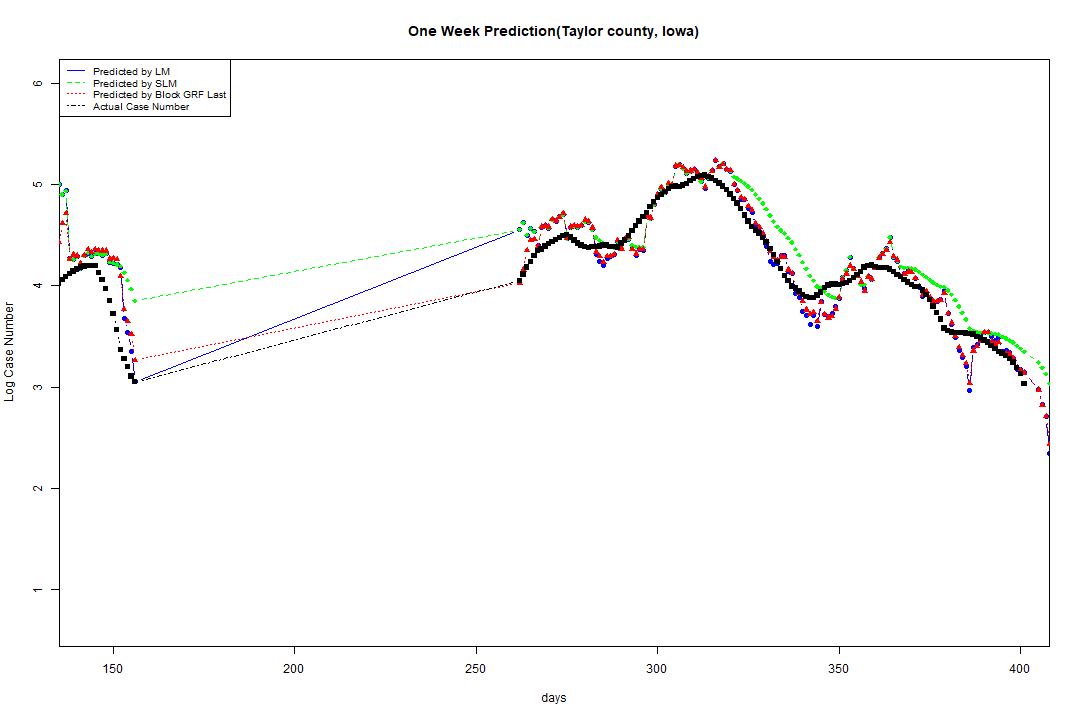 One Week Prediction(Taylor county, Iowa)
Predicted by LM
Predicted by SLM
Predicted by Block GRF Last
Actual Case Number
6
5
4
3
2
1
Log Case Number
150 200 250 300 350 400
days